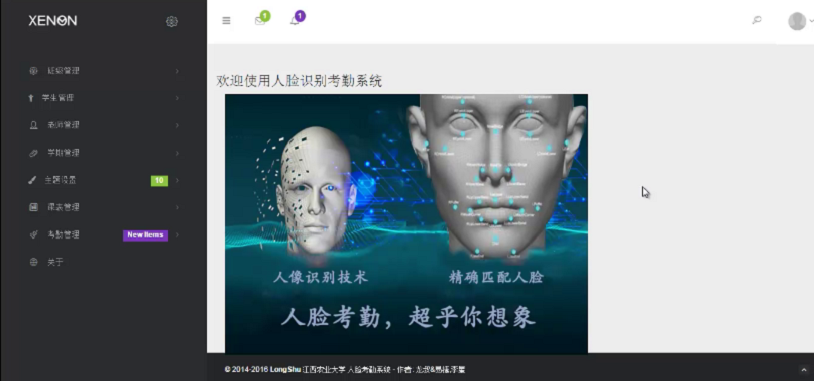 XENON
1
1
班级管理
学生管理
教师管理
学期管理
主题设置
10
课表管理
考勤管理
New Items
关于
欢迎使用人脸识别考勤系统
人像识别技术
精确匹配人脸
人脸考勤，超乎你想象
© 2014-2016 LongShu 江西农业大学 人脸考勤系统 - 作者: